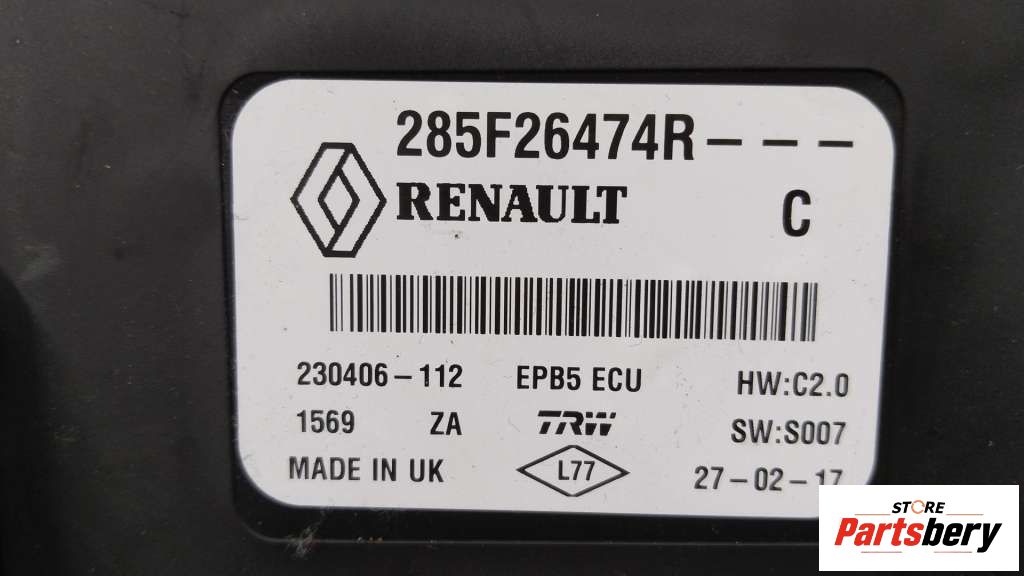 285F26474R---
RENAULT C
230406-112 EPB5 ECU HW:C2.0
1569 ZA TRW SW:S007
MADE IN UK L77 27-02-17
STORE
Partsbery